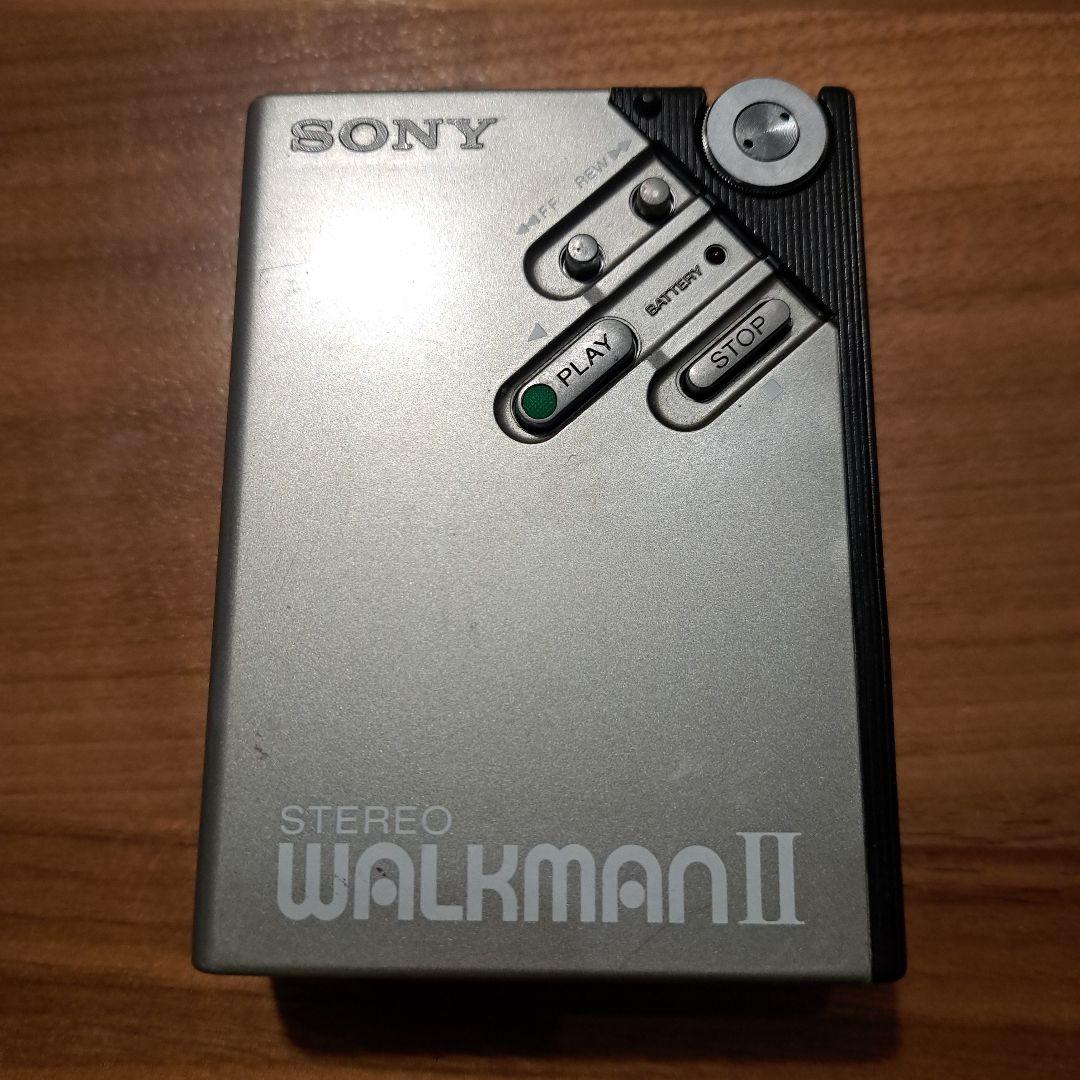 SONY
◀◀ FF
REW ▶▶
BATTERY
PLAY
STOP
STEREO
WALKMAN II